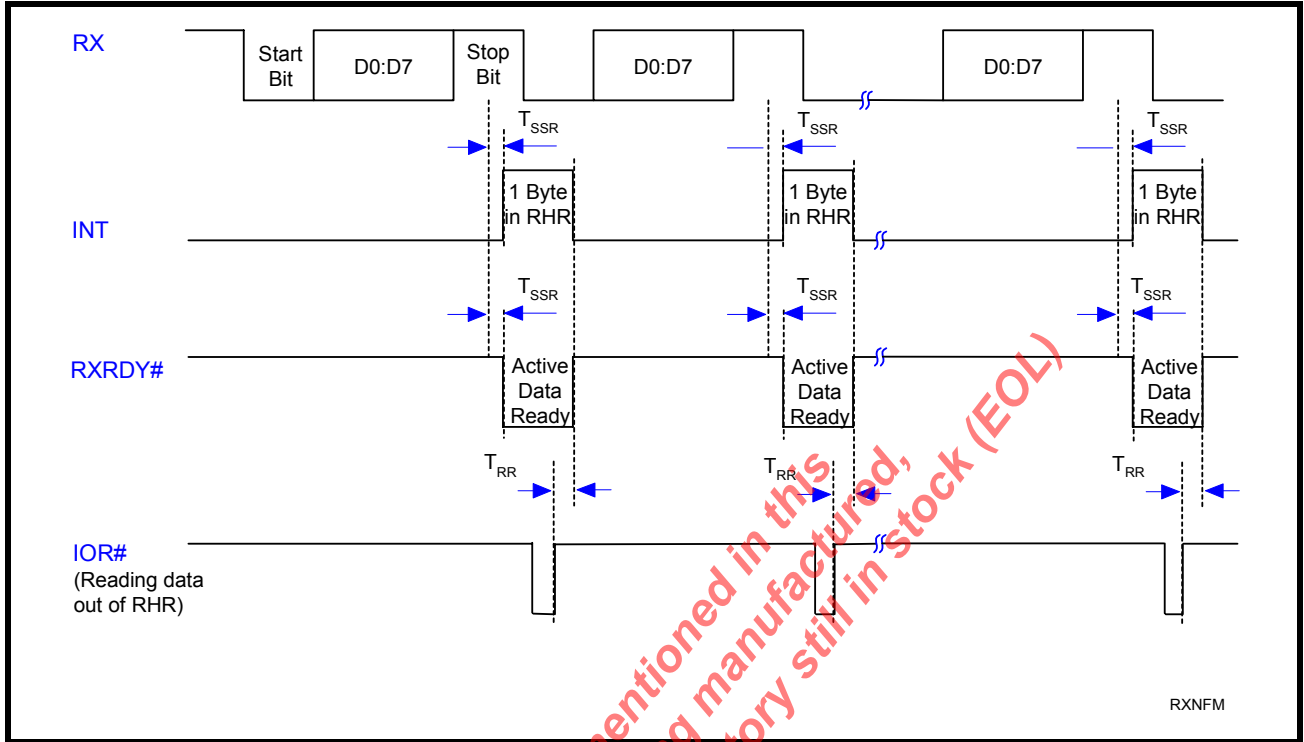 RX
Start
Bit
D0:D7
Stop
Bit
D0:D7
D0:D7
TSSR
TSSR
TSSR
INT
1 Byte
in RHR
1 Byte
in RHR
1 Byte
in RHR
TSSR
TSSR
TSSR
RXRDY#
Active
Data
Ready
Active
Data
Ready
Active
Data
Ready
TRR
TRR
TRR
IOR#
(Reading data
out of RHR)
mentioned in this
manufactured,
still in stock (EOL)
RXNFM